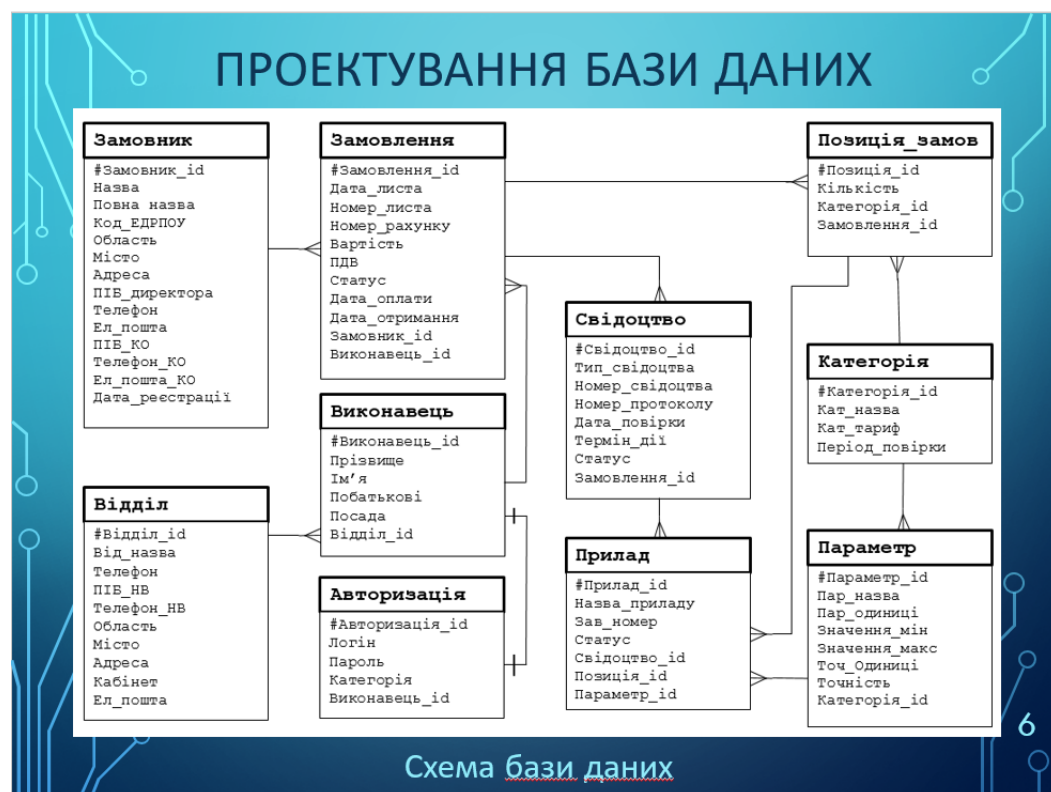 ПРОЕКТУВАННЯ БАЗИ ДАНИХ
Замовник
#Замовник_id
Назва
Повна назва
Код_ЕДРПОУ
Область
Місто
Адреса
ПІБ_директора
Телефон
Ел_пошта
ПІБ_КО
Телефон_КО
Ел_пошта_КО
Дата_реєстрації
Замовлення
#Замовлення_id
Дата_листа
Номер_листа
Номер_рахунку
Вартість
ПДВ
Статус
Дата_оплати
Дата_отримання
Замовник_id
Виконавець_id
Позиція_замов
#Позиція_id
Кількість
Категорія_id
Замовлення_id
Свідоцтво
#Свідоцтво_id
Тип_свідоцтва
Номер_свідоцтва
Номер_протоколу
Дата_повірки
Термін_дії
Статус
Замовлення_id
Категорія
#Категорія_id
Кат_назва
Кат_тариф
Період_повірки
Виконавець
#Виконавець_id
Прізвище
Ім’я
Побатькові
Посада
Відділ_id
Відділ
#Відділ_id
Від_назва
Телефон
ПІБ_НВ
Телефон_НВ
Область
Місто
Адреса
Кабінет
Ел_пошта
Авторизація
#Авторизація_id
Логін
Пароль
Категорія
Виконавець_id
Прилад
#Прилад_id
Назва_приладу
Зав_номер
Статус
Свідоцтво_id
Позиція_id
Параметр_id
Параметр
#Параметр_id
Пар_назва
Пар_одиниці
Значення_мін
Значення_макс
Точ_Одиниці
Точність
Категорія_id
6
Схема бази даних